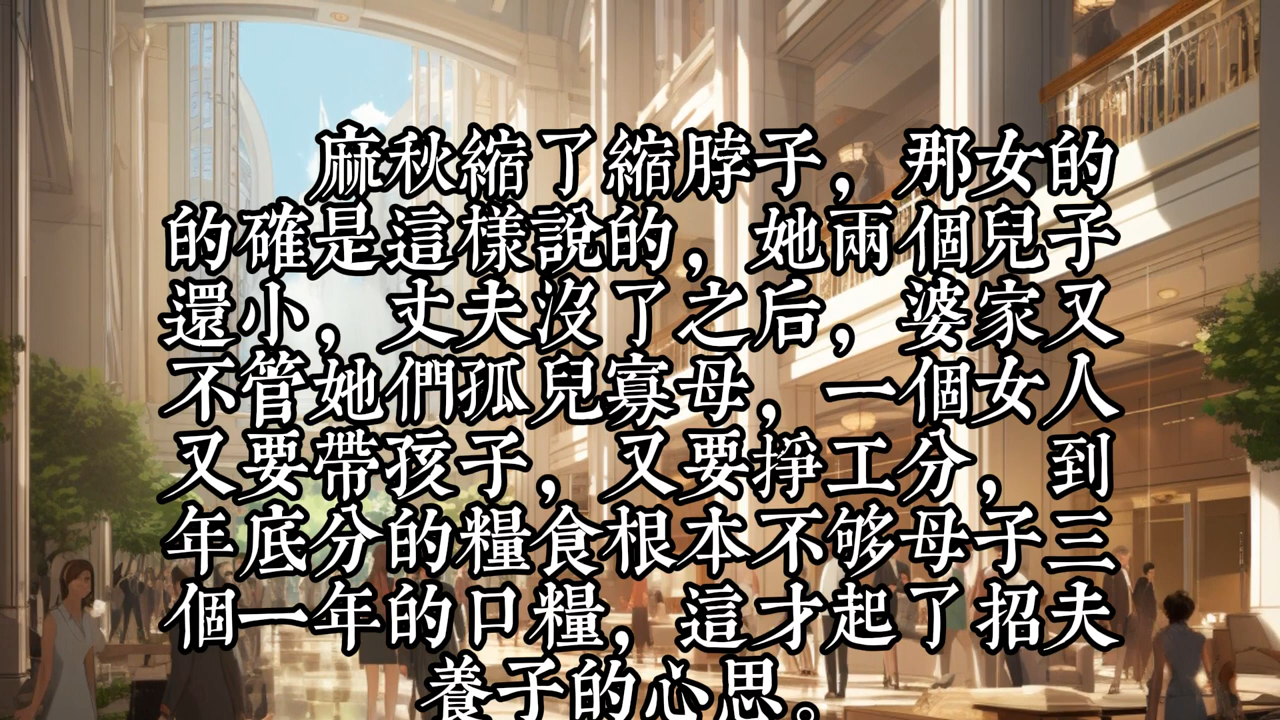 麻秋縮了縮脖子，那女的
的確是這樣說的，她兩個兒子
還小，丈夫沒了之后，婆家又
不管她們孤兒寡母，一個女人
又要帶孩子，又要掙工分，到
年底分的糧食根本不够母子三
個一年的口糧，這才起了招夫
養子的心思。